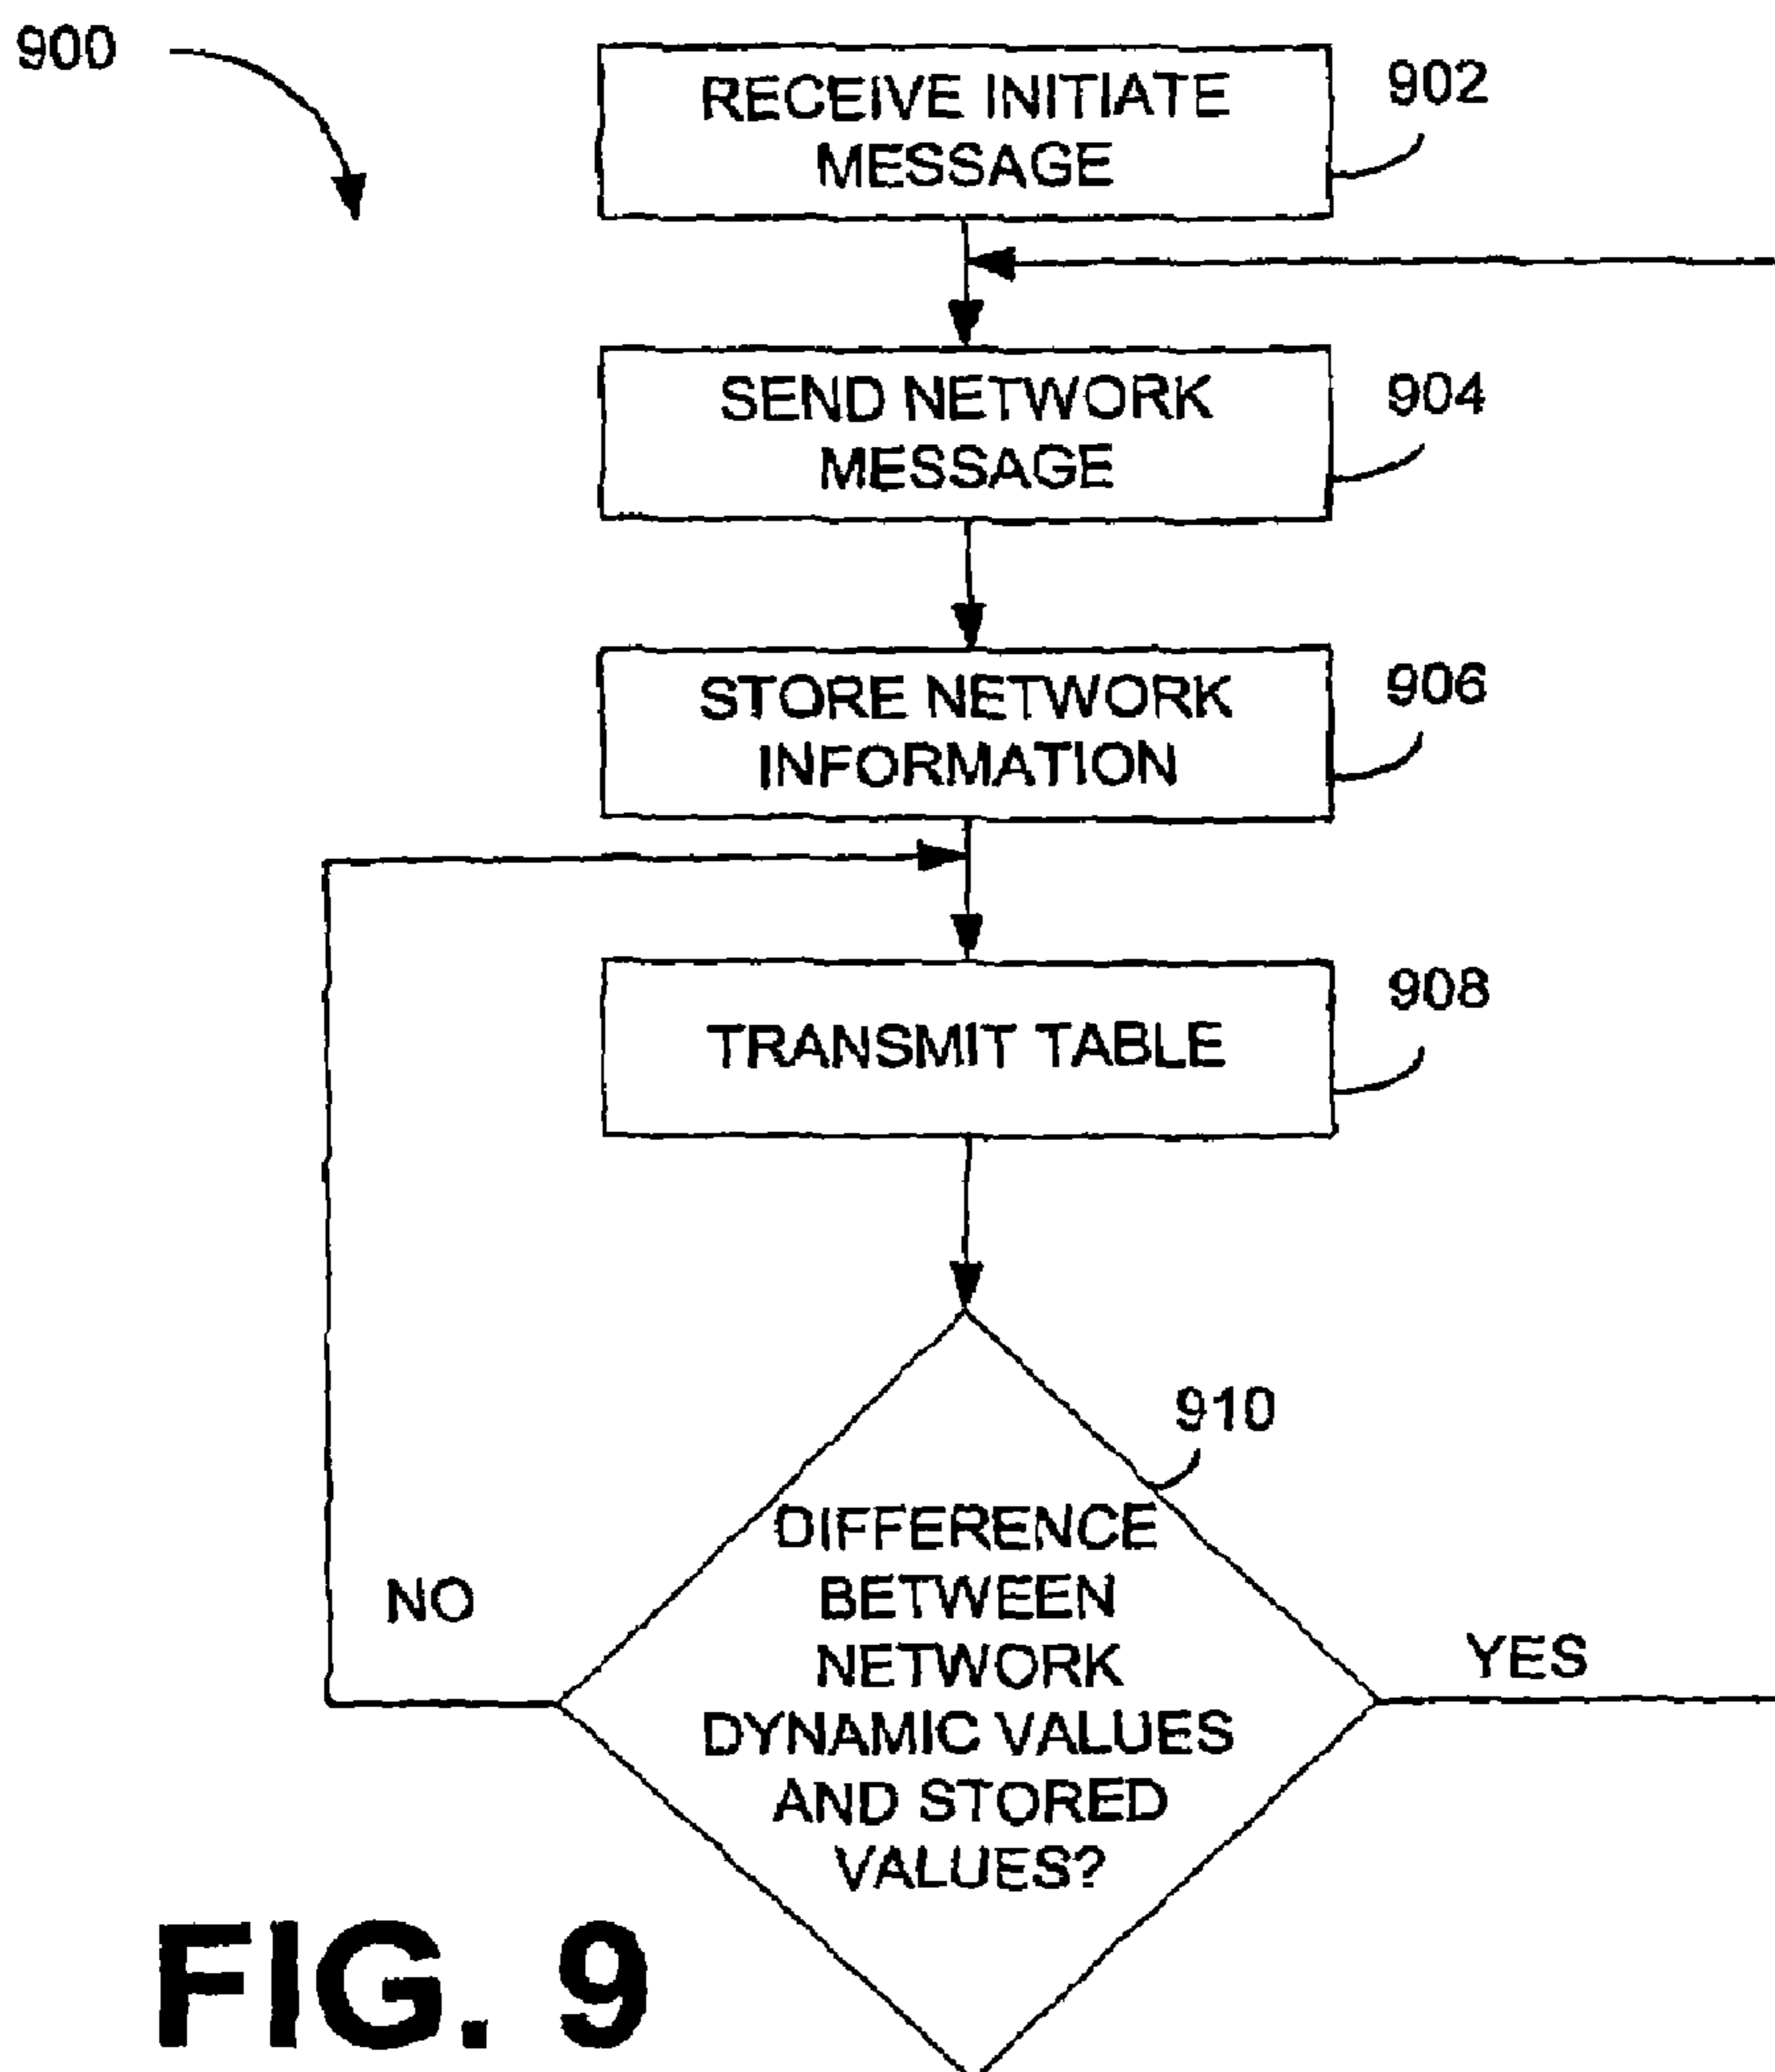 900
RECEIVE INITIATE
MESSAGE
902
SEND NETWORK
MESSAGE
904
STORE NETWORK
INFORMATION
906
TRANSMIT TABLE
908
910
DIFFERENCE
BETWEEN
NETWORK
DYNAMIC VALUES
AND STORED
VALUES?
NO
YES
FIG. 9